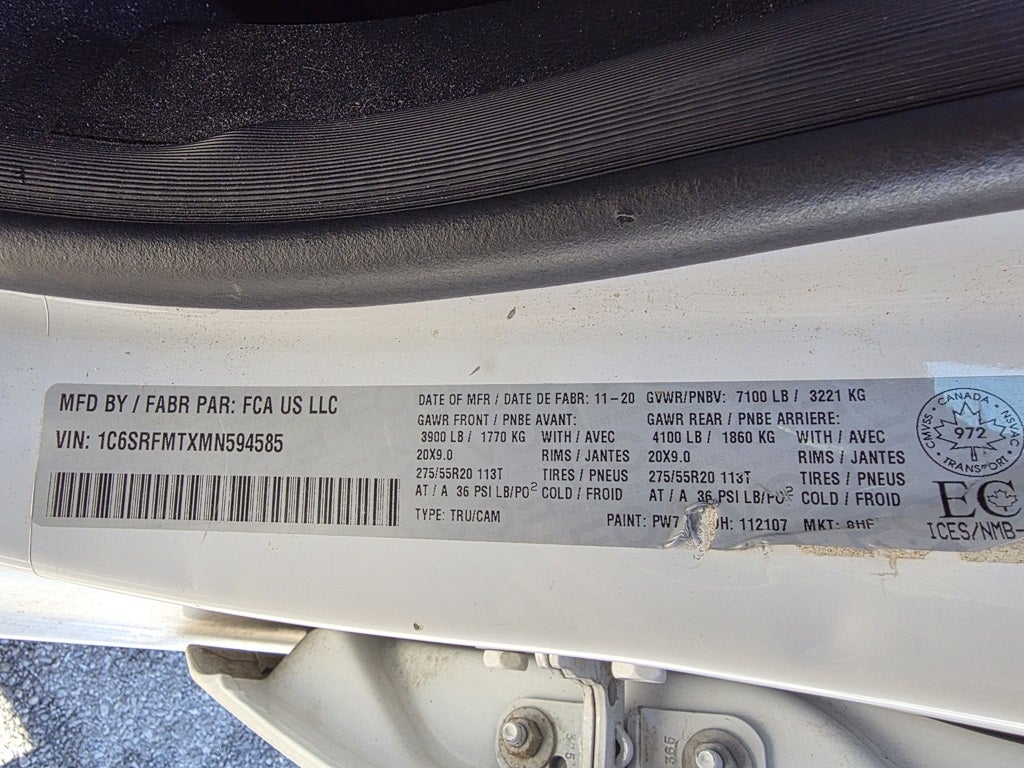 MFD BY / FABR PAR: FCA US LLC
VIN: 1C6SRFMTXMN594585
DATE OF MFR / DATE DE FABR: 11-20 GVWR/PNBV: 7100 LB / 3221 KG
GAWR FRONT / PNBE AVANT: GAWR REAR / PNBE ARRIERE:
3900 LB / 1770 KG WITH / AVEC 4100 LB / 1860 KG WITH / AVEC
20X9.0 RIMS / JANTES 20X9.0 RIMS / JANTES
275/55R20 113T TIRES / PNEUS 275/55R20 113T TIRES / PNEUS
AT / A 36 PSI LB/PO² COLD / FROID AT / A 36 PSI LB/PO² COLD / FROID
TYPE: TRU/CAM PAINT: PW7 112107 MKT:
CANADA
CMVSS · NSVAC
972
TRANSPORT
EC
ICES/NMB-
375
365